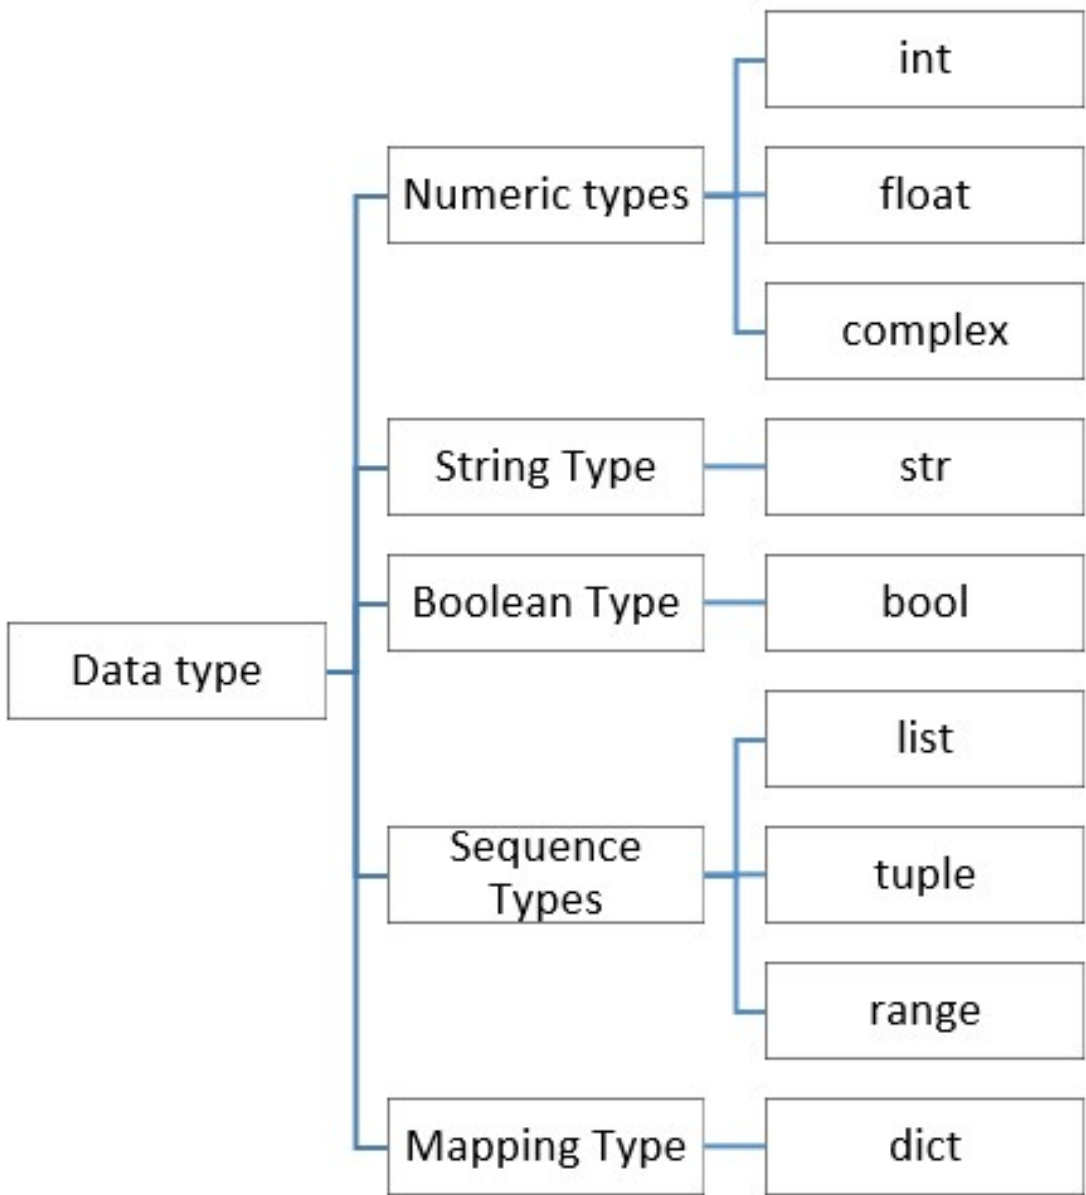 Data type
Numeric types
int
float
complex
String Type
str
Boolean Type
bool
Sequence
Types
list
tuple
range
Mapping Type
dict